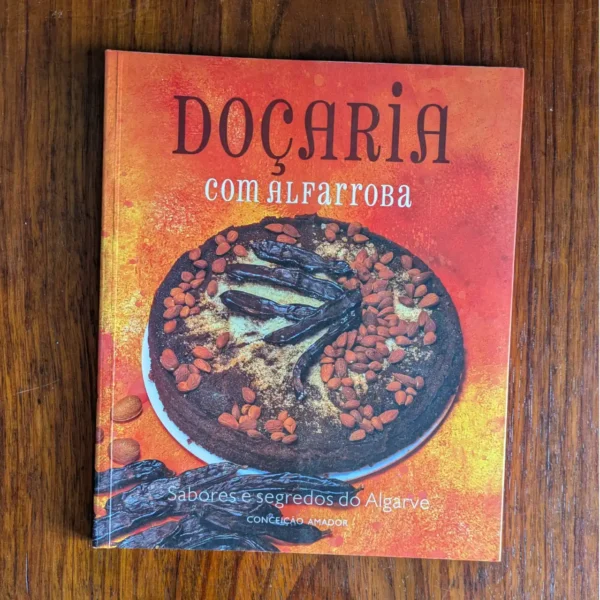 DOÇARIA
COM ALFARROBA
Sabores e segredos do Algarve
CONCEIÇÃO AMADOR